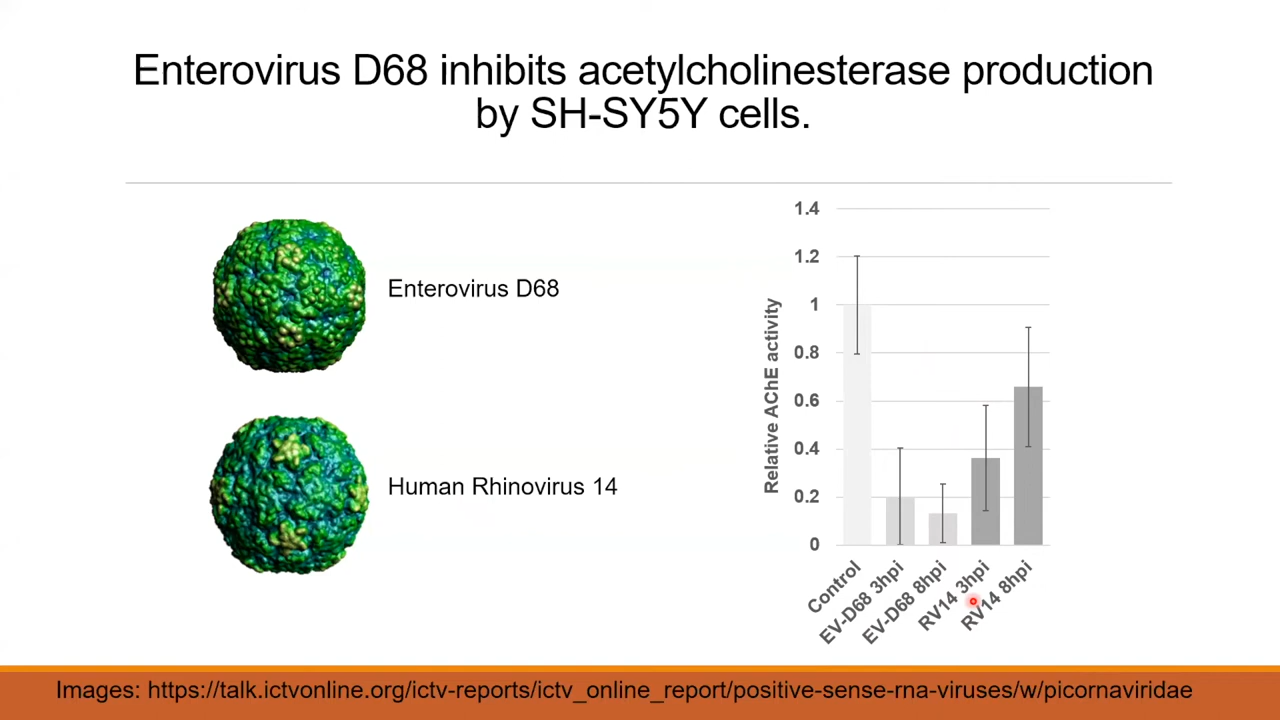 Enterovirus D68 inhibits acetylcholinesterase production
by SH-SY5Y cells.
Enterovirus D68
Human Rhinovirus 14
Relative AChE activity
1.4
1.2
1
0.8
0.6
0.4
0.2
0
Control
EV-D68 3hpi
EV-D68 8hpi
RV14 3hpi
RV14 8hpi
Images: https://talk.ictvonline.org/ictv-reports/ictv_online_report/positive-sense-rna-viruses/w/picornaviridae